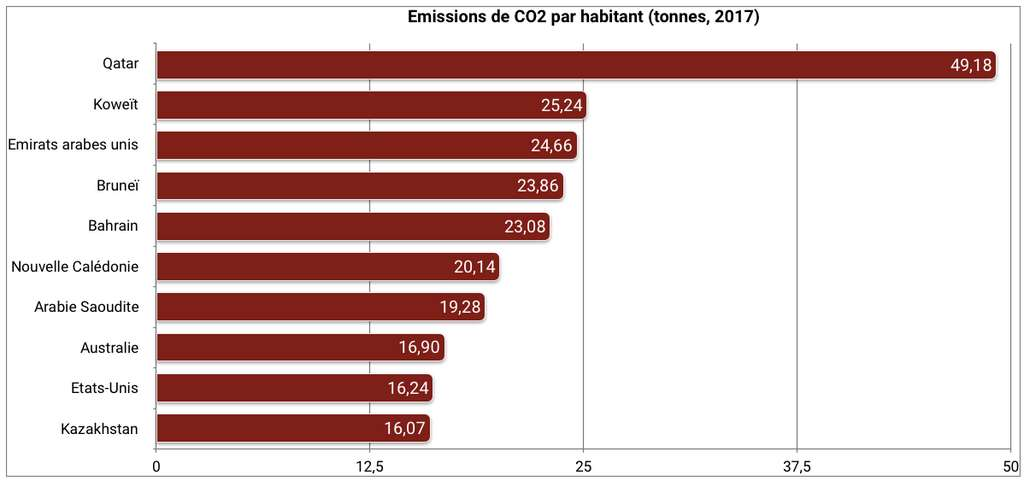 Emissions de CO2 par habitant (tonnes, 2017)
Qatar 49,18
Koweït 25,24
Emirats arabes unis 24,66
Bruneï 23,86
Bahrain 23,08
Nouvelle Calédonie 20,14
Arabie Saoudite 19,28
Australie 16,90
Etats-Unis 16,24
Kazakhstan 16,07
0 12,5 25 37,5 50